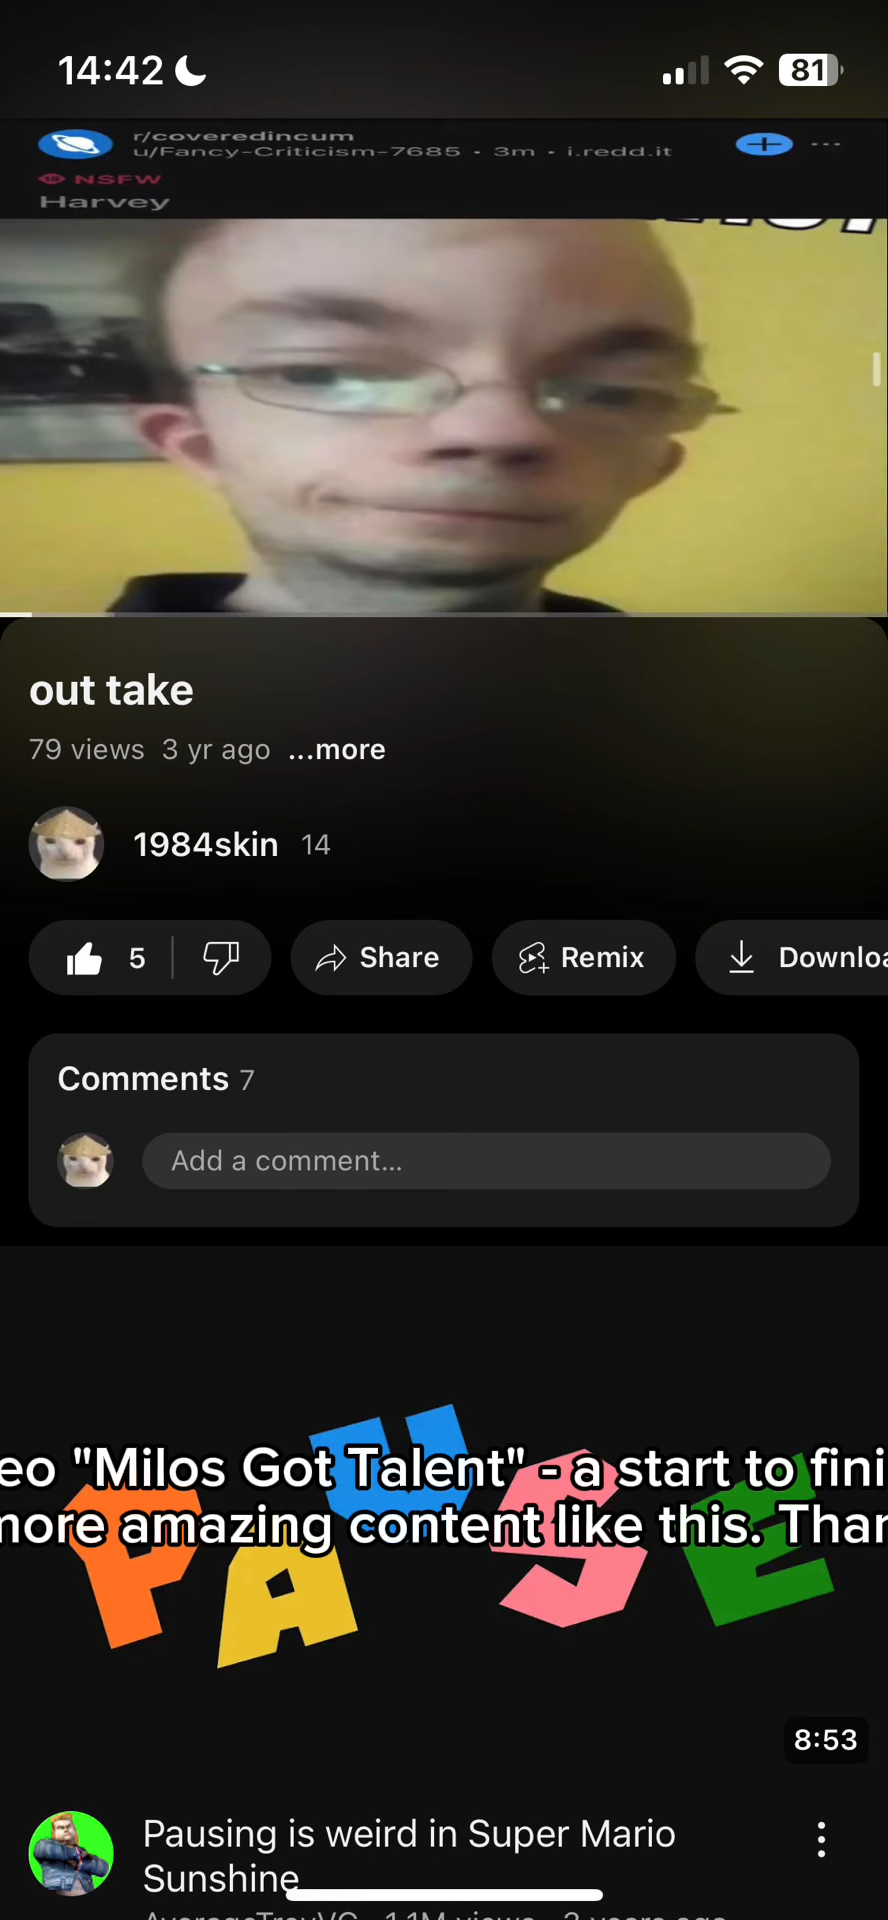 14:42
81
r/coveredincum
u/Fancy-Criticism-7685 • 3m • i.redd.it
NSFW
Harvey
out take
79 views 3 yr ago ...more
1984skin 14
5
Share
Remix
Downloa
Comments 7
Add a comment...
PAUSE
eo "Milos Got Talent" - a start to fini
more amazing content like this. Than
8:53
Pausing is weird in Super Mario
Sunshine